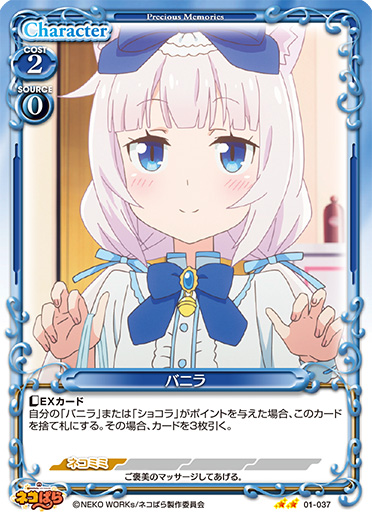 Precious Memories
Character
COST
2
SOURCE
0
バニラ
EXカード
自分の「バニラ」または「ショコラ」がポイントを与えた場合、このカード
を捨て札にする。その場合、カードを3枚引く。
ネコミミ
ご褒美のマッサージしてあげる。
ネコぱら
©NEKO WORKs/ネコぱら製作委員会
01-037